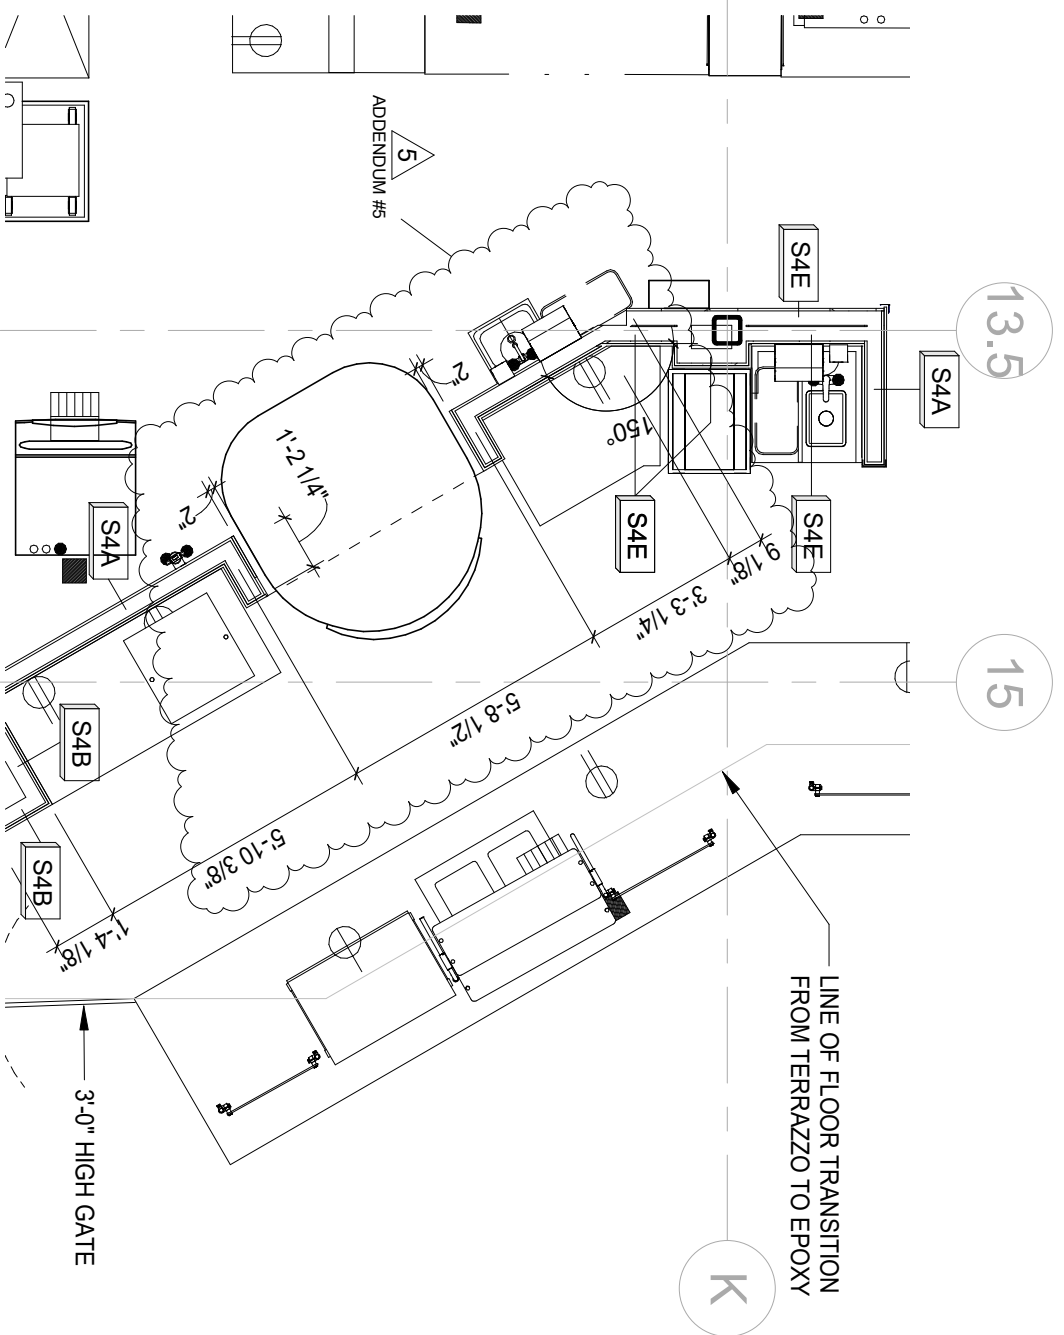 5
ADDENDUM #5
S4E
13.5
S4A
2"
150°
1'-2 1/4"
2"
S4E
S4E
S4A
9 1/8"
3'-3 1/4"
5'-8 1/2"
15
S4B
5'-10 3/8"
S4B
1'-4 1/8"
LINE OF FLOOR TRANSITION
FROM TERRAZZO TO EPOXY
3'-0" HIGH GATE
K